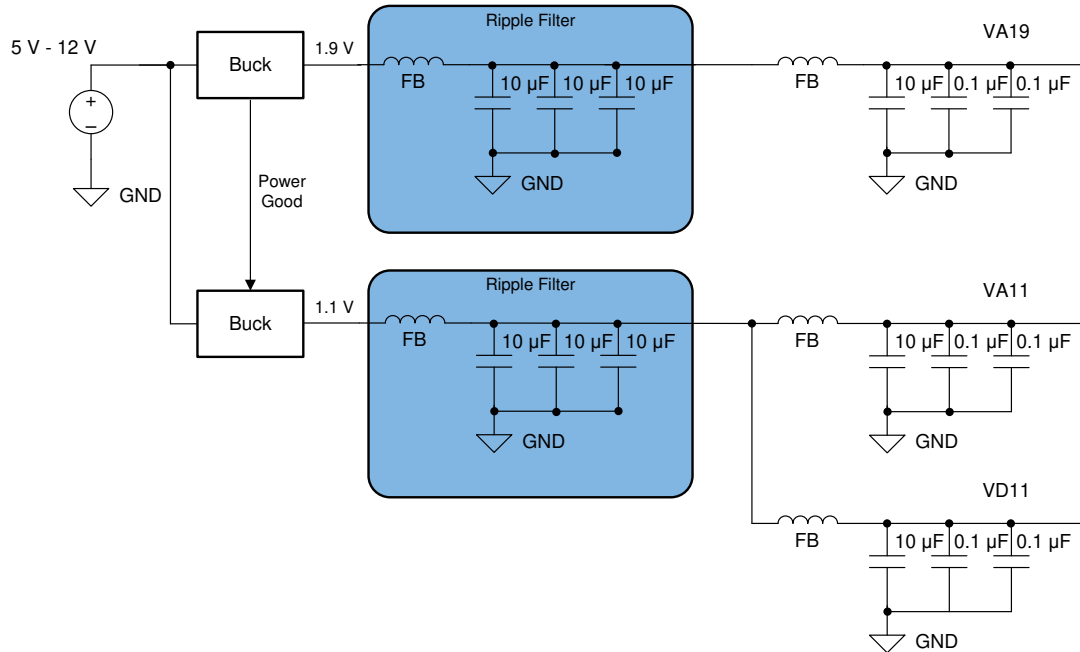 Ripple Filter
5 V - 12 V
Buck
1.9 V
FB
10 µF 10 µF 10 µF
GND
FB
VA19
10 µF 0.1 µF 0.1 µF
GND
+
–
GND
Power
Good
Ripple Filter
Buck
1.1 V
FB
10 µF 10 µF 10 µF
GND
FB
VA11
10 µF 0.1 µF 0.1 µF
GND
VD11
FB
10 µF 0.1 µF 0.1 µF
GND